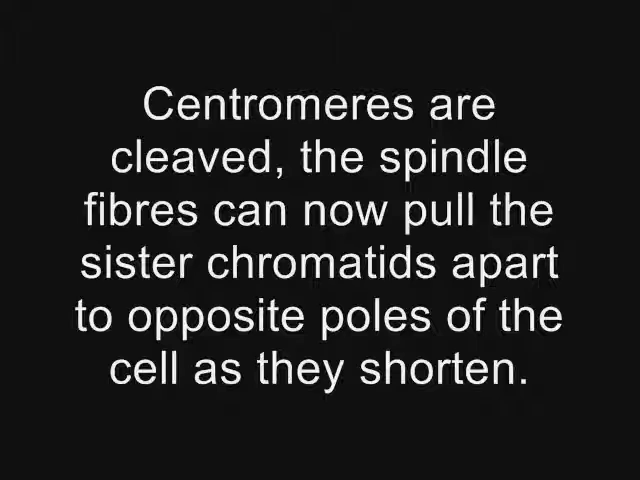 Centromeres are
cleaved, the spindle
fibres can now pull the
sister chromatids apart
to opposite poles of the
cell as they shorten.